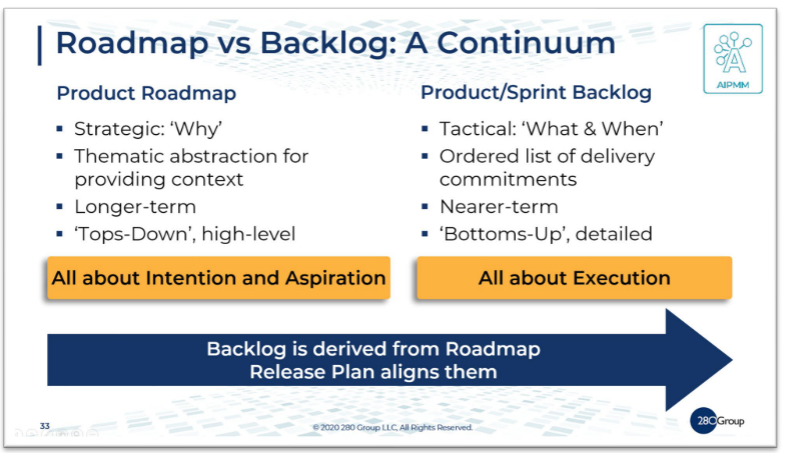 Roadmap vs Backlog: A Continuum
AIPMM
Product Roadmap
▪ Strategic: ‘Why’
▪ Thematic abstraction for
providing context
▪ Longer-term
▪ ‘Tops-Down’, high-level
All about Intention and Aspiration
Product/Sprint Backlog
▪ Tactical: ‘What & When’
▪ Ordered list of delivery
commitments
▪ Nearer-term
▪ ‘Bottoms-Up’, detailed
All about Execution
Backlog is derived from Roadmap
Release Plan aligns them
33
© 2020 280 Group LLC, All Rights Reserved.
280Group